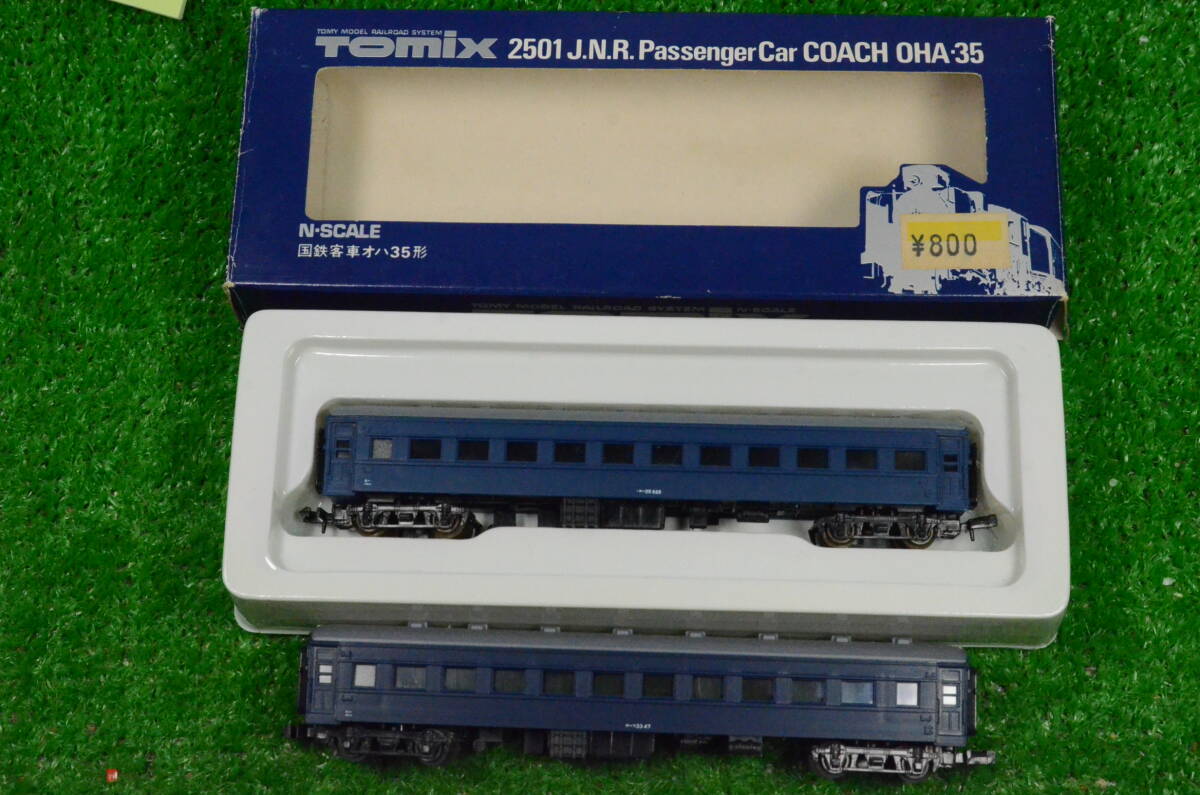 TOMY MODEL RAILROAD SYSTEM
TOMIX 2501 J.N.R. Passenger Car COACH OHA·35
N·SCALE
国鉄客車オハ35形
¥800
TOMY MODEL RAILROAD SYSTEM N-SCALE